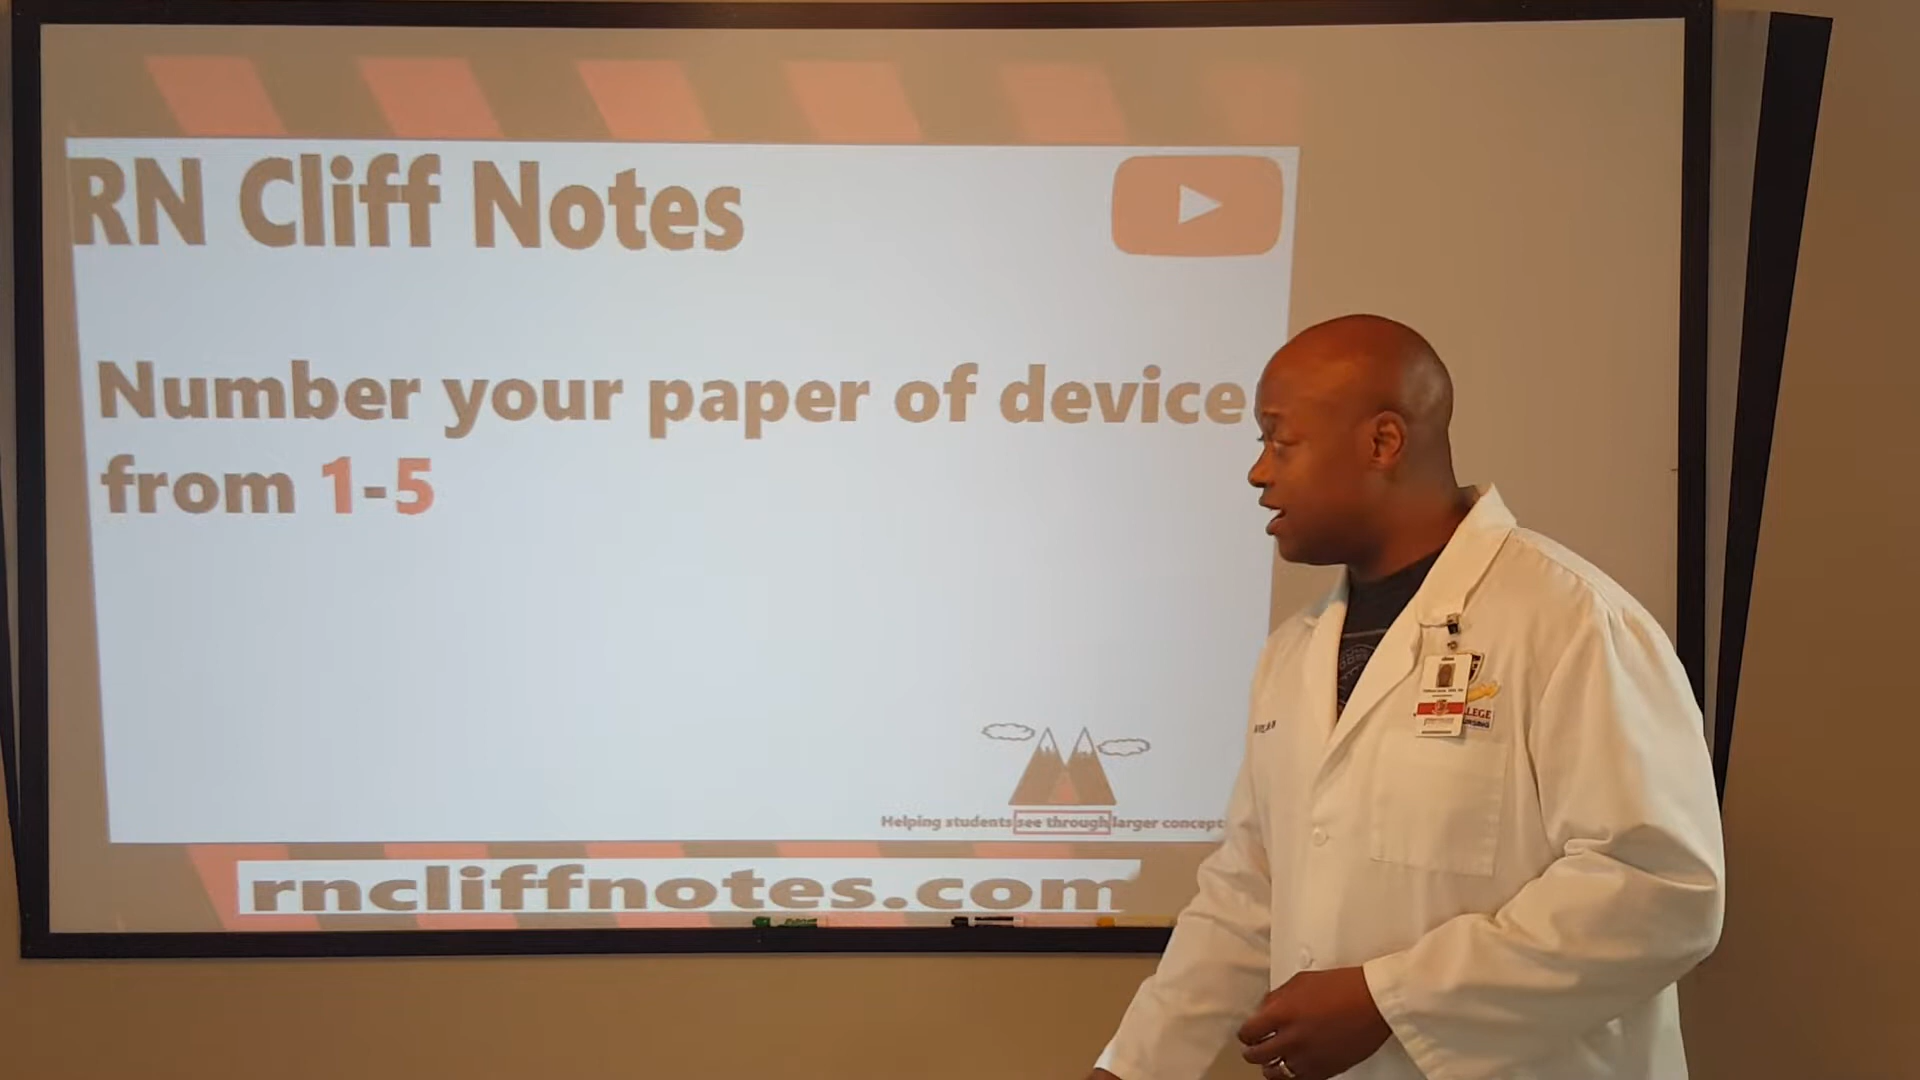 RN Cliff Notes
Number your paper of device
from 1-5
Helping students see through larger concept
rncliffnotes.com
LEGE